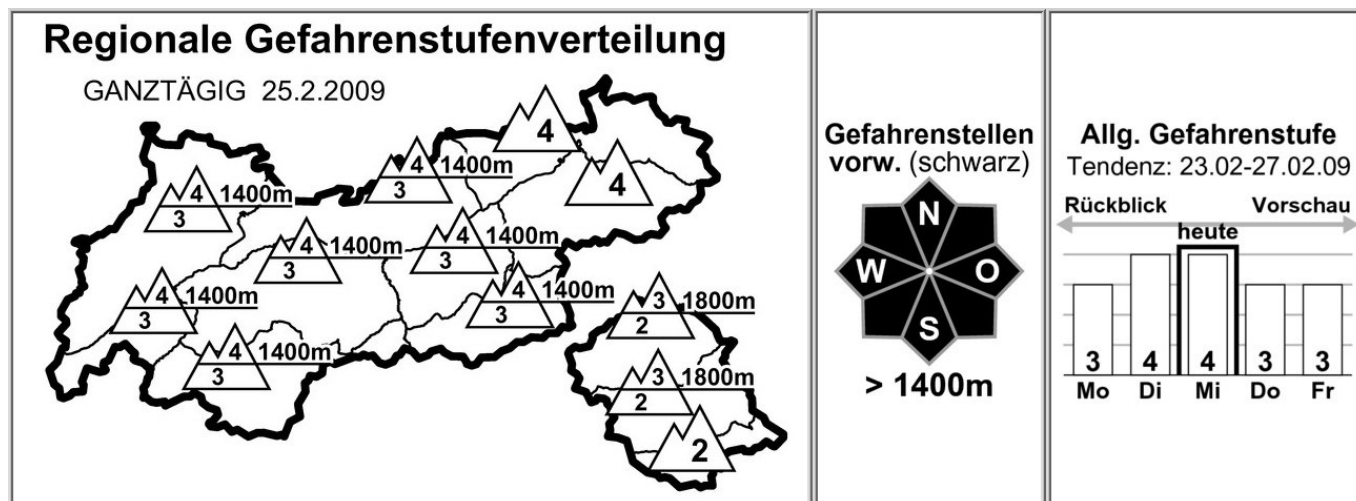 Regionale Gefahrenstufenverteilung
GANZTÄGIG 25.2.2009
4
4
4 1400m
3
4 1400m
3
4 1400m
3
4 1400m
3
4 1400m
3
4 1400m
3
4 1400m
3
3 1800m
2
3 1800m
2
2
Gefahrenstellen
vorw. (schwarz)
N
W O
S
> 1400m
Allg. Gefahrenstufe
Tendenz: 23.02-27.02.09
Rückblick Vorschau
heute
3 4 4 3 3
Mo Di Mi Do Fr